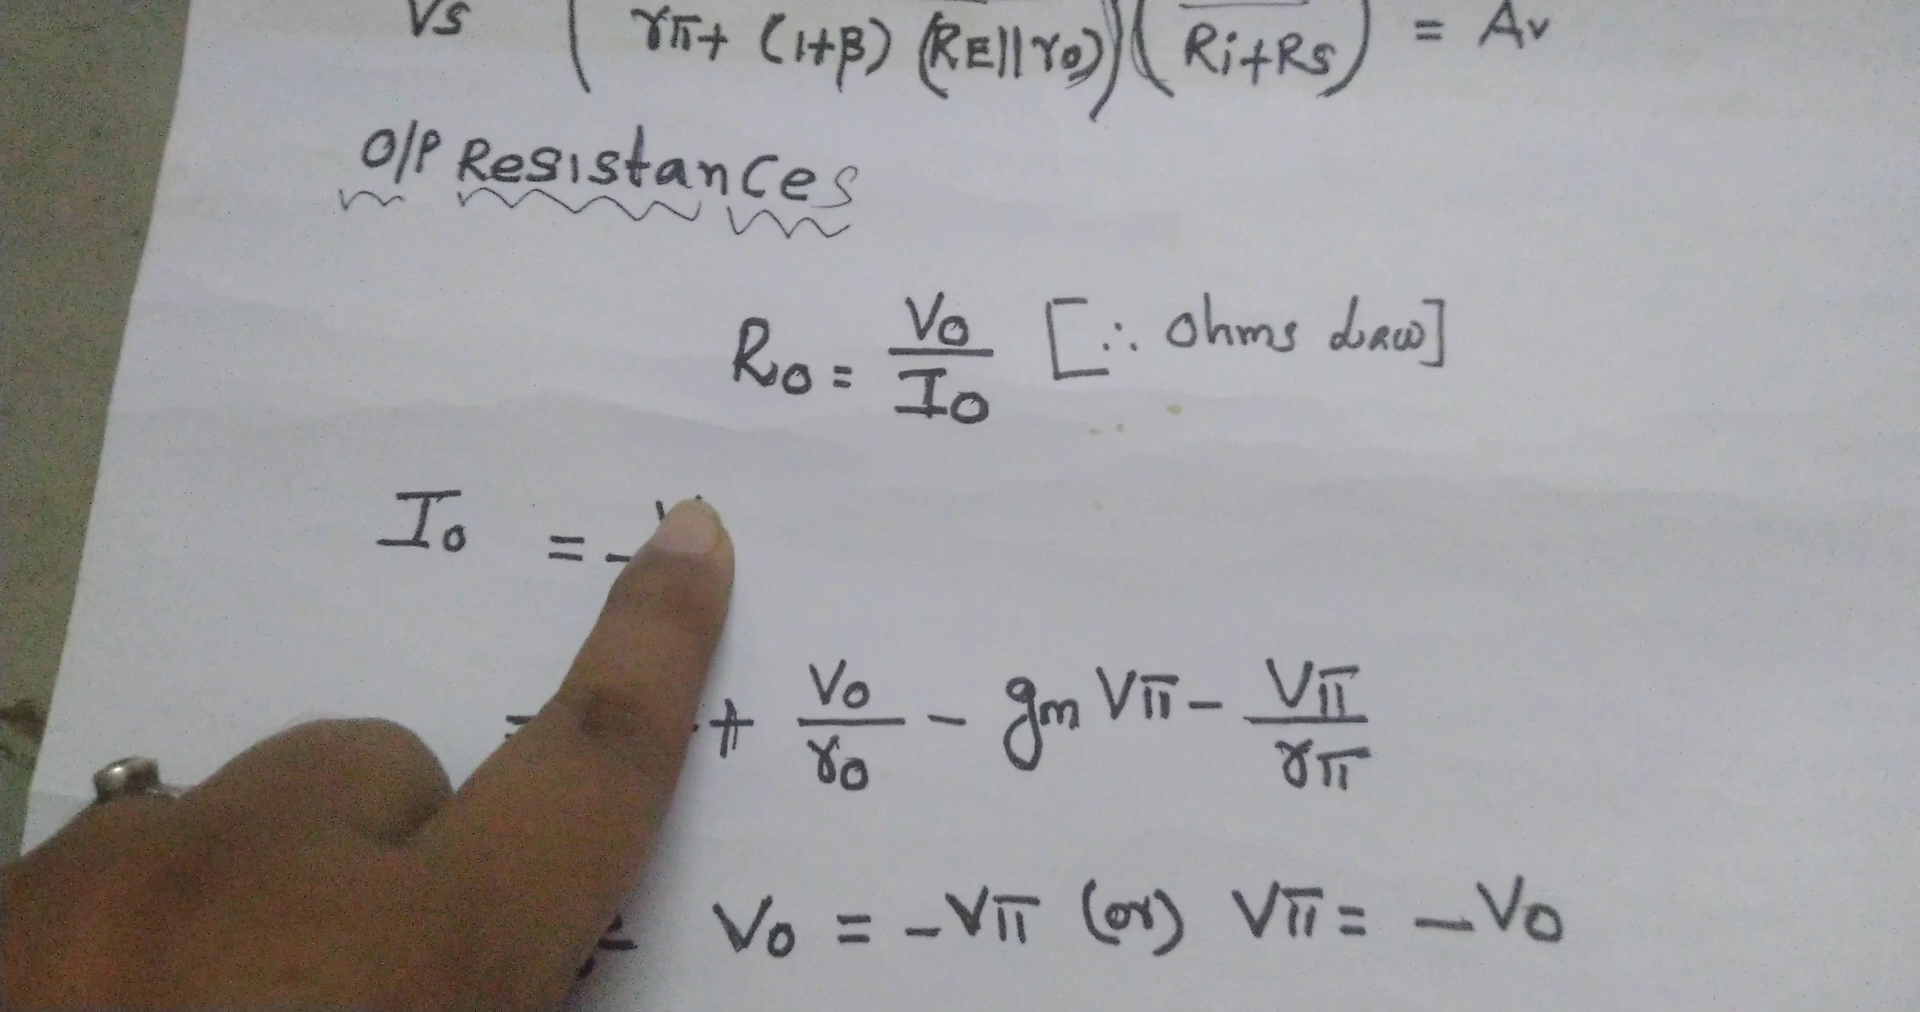 Vs ( rπ+ (1+β) (RE||ro) ) ( Ri+Rs ) = Av
O/P Resistances
Ro = Vo/Io [∴ Ohms Law]
Io = -
= + Vo/ro - gm Vπ - Vπ/rπ
Vo = -Vπ (or) Vπ = -Vo